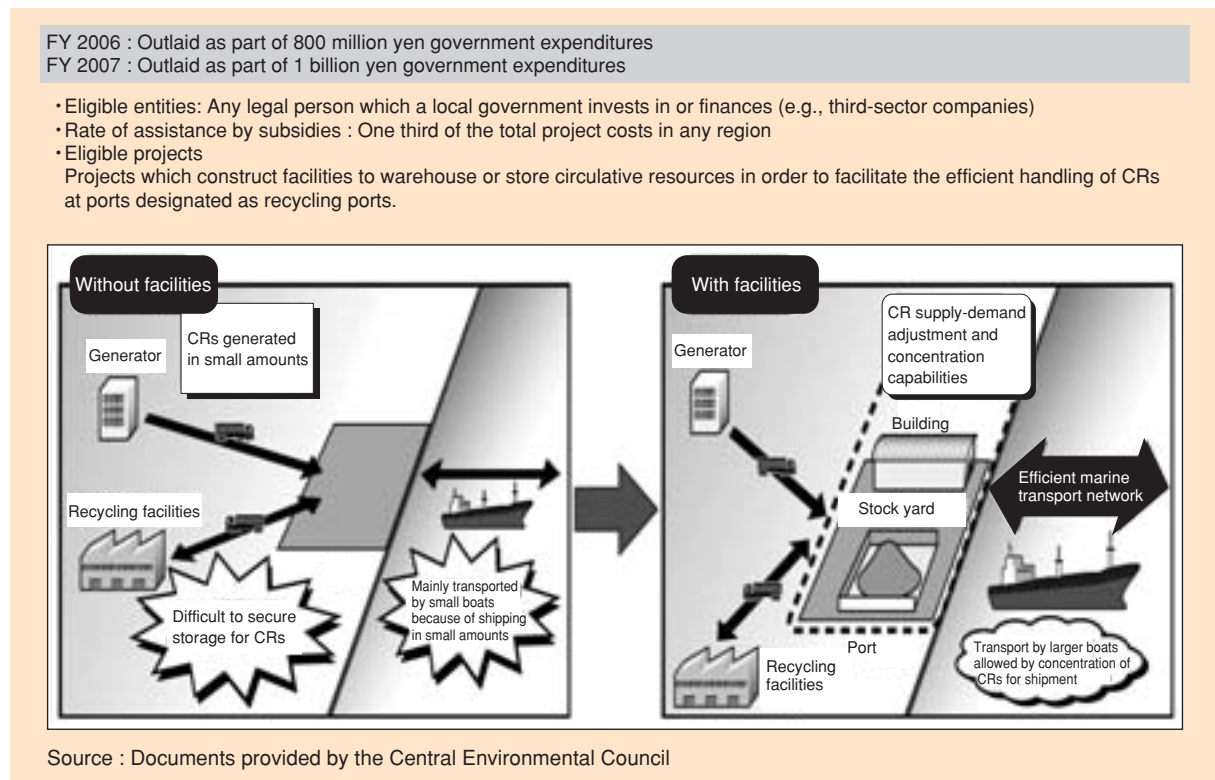 FY 2006 : Outlaid as part of 800 million yen government expenditures
FY 2007 : Outlaid as part of 1 billion yen government expenditures
・Eligible entities: Any legal person which a local government invests in or finances (e.g., third-sector companies)
・Rate of assistance by subsidies : One third of the total project costs in any region
・Eligible projects
Projects which construct facilities to warehouse or store circulative resources in order to facilitate the efficient handling of CRs
at ports designated as recycling ports.
Without facilities
CRs generated
in small amounts
Generator
Recycling facilities
Difficult to secure
storage for CRs
Mainly transported
by small boats
because of shipping
in small amounts
With facilities
CR supply-demand
adjustment and
concentration
capabilities
Generator
Building
Stock yard
Efficient marine
transport network
Port
Recycling
facilities
Transport by larger boats
allowed by concentration of
CRs for shipment
Source : Documents provided by the Central Environmental Council